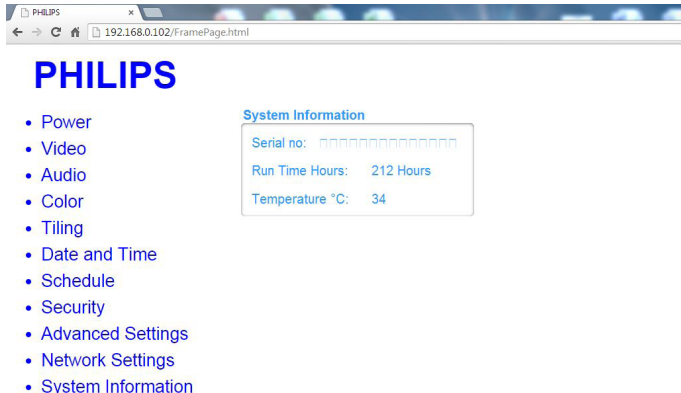 PHILIPS
192.168.0.102/FramePage.html
PHILIPS
Power
Video
Audio
Color
Tiling
Date and Time
Schedule
Security
Advanced Settings
Network Settings
System Information
System Information
Serial no:
Run Time Hours: 212 Hours
Temperature °C: 34